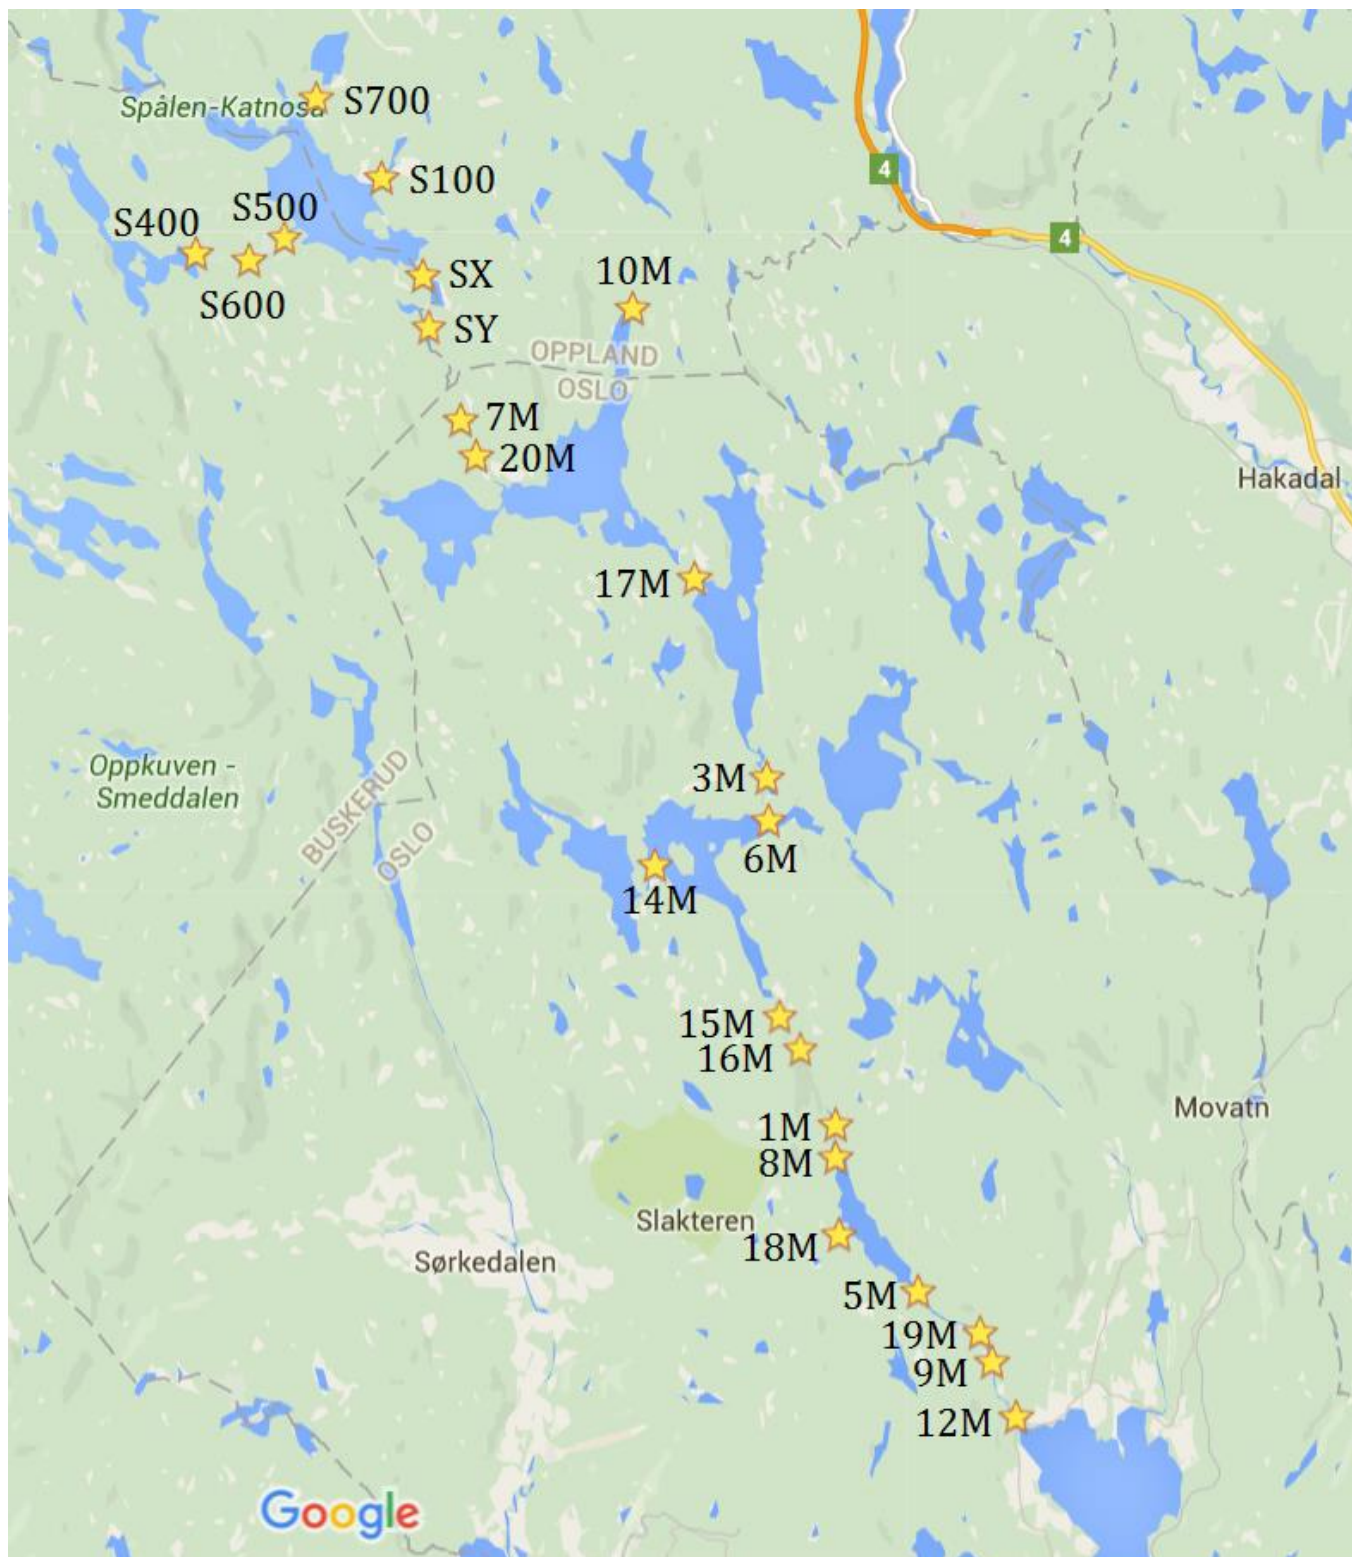 Spålen-Katnosa
S700
4
S100
S500
S400
4
SX
10M
S600
SY
OPPLAND
OSLO
7M
20M
Hakadal
17M
Oppkuven -
Smeddalen
3M
BUSKERUD
OSLO
6M
14M
15M
16M
Movatn
1M
8M
Slakteren
18M
Sørkedalen
5M
19M
9M
12M
Google